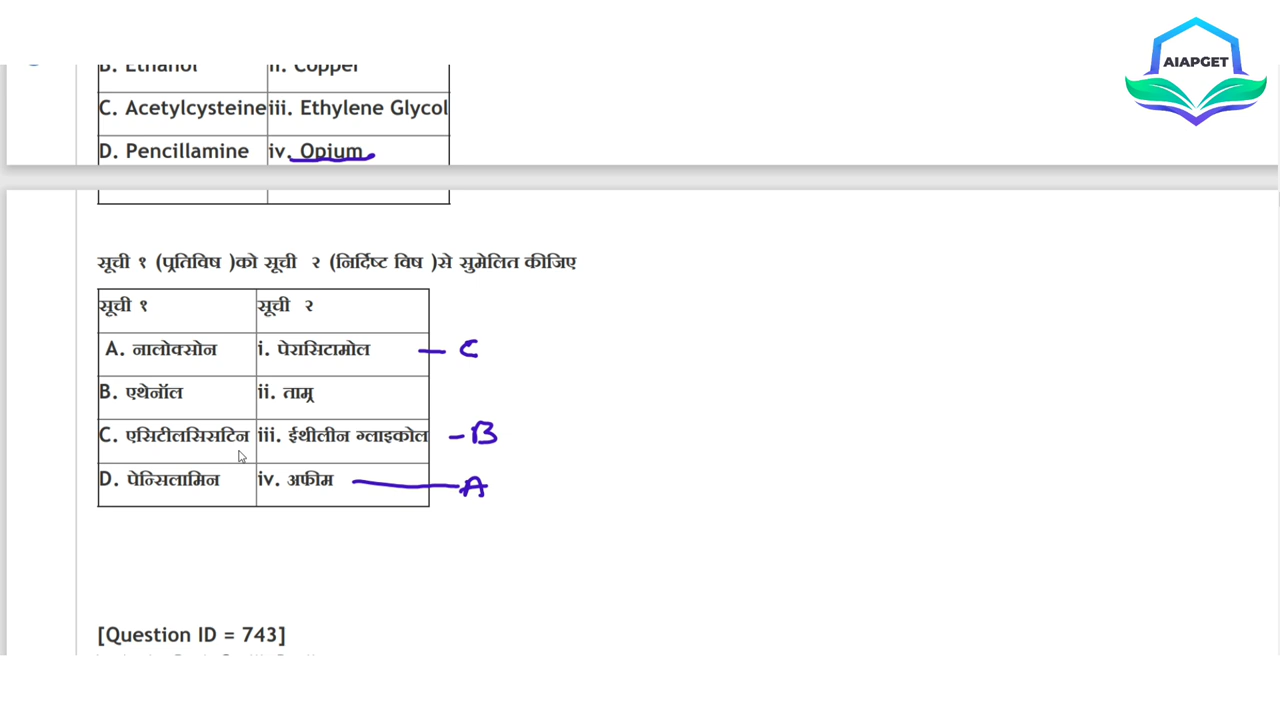 AIAPGET
B. Ethanol ii. Copper
C. Acetylcysteine iii. Ethylene Glycol
D. Pencillamine iv. Opium
सूची १ (प्रतिविष )को सूची २ (निर्दिष्ट विष )से सुमेलित कीजिए
सूची १ सूची २
A. नालोक्सोन i. पेरासिटामोल — C
B. एथेनॉल ii. ताम्र
C. एसिटीलसिसटिन iii. ईथीलीन ग्लाइकोल - B
D. पेन्सिलामिन iv. अफीम — A
[Question ID = 743]